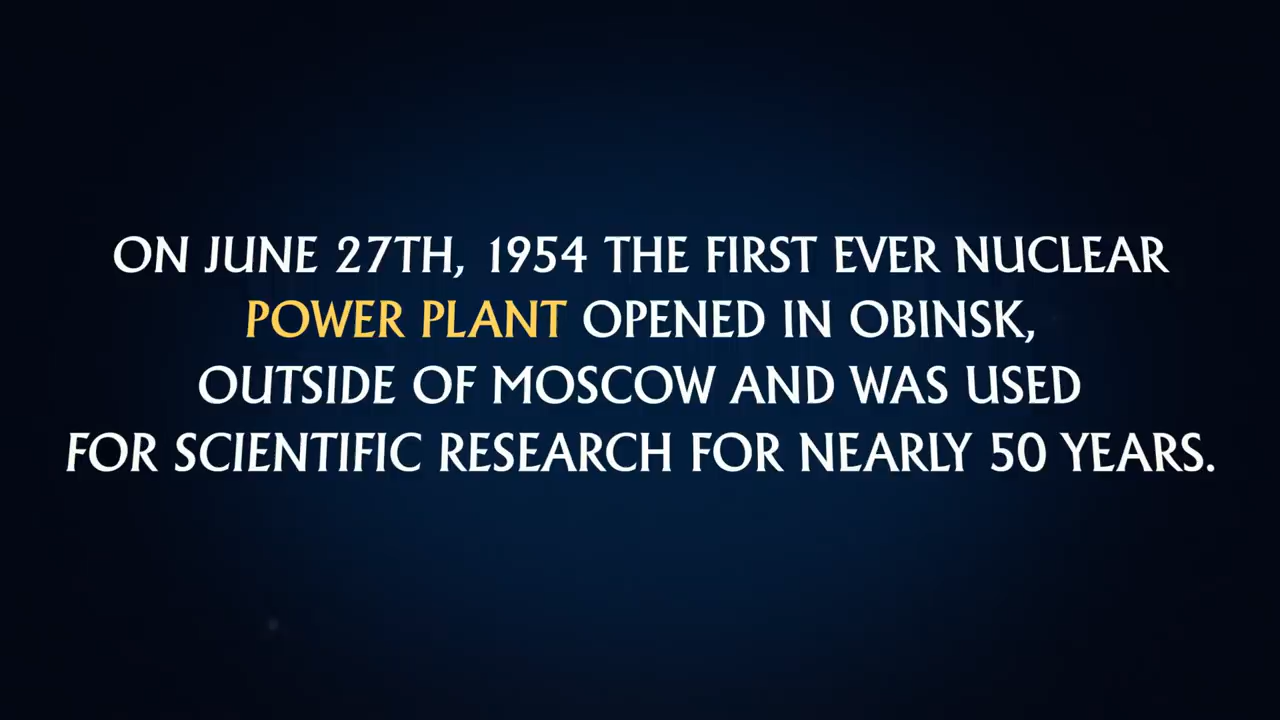 ON JUNE 27TH, 1954 THE FIRST EVER NUCLEAR
POWER PLANT OPENED IN OBINSK,
OUTSIDE OF MOSCOW AND WAS USED
FOR SCIENTIFIC RESEARCH FOR NEARLY 50 YEARS.